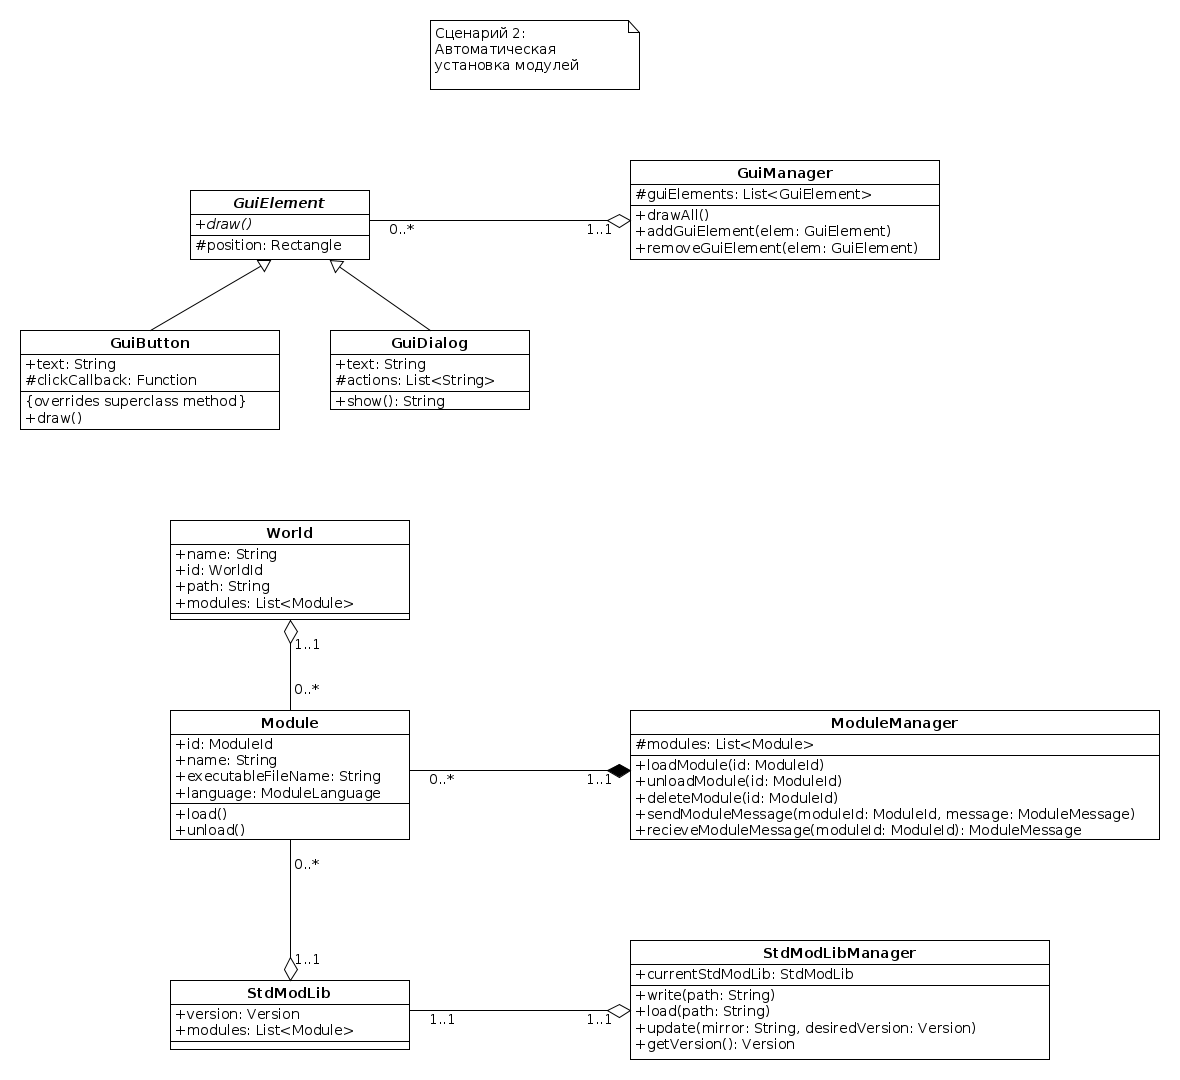 Сценарий 2:
Автоматическая
установка модулей
GuiManager
#guiElements: List<GuiElement>
+drawAll()
+addGuiElement(elem: GuiElement)
+removeGuiElement(elem: GuiElement)
GuiElement
+draw()
#position: Rectangle
0..*
1..1
GuiButton
+text: String
#clickCallback: Function
{overrides superclass method}
+draw()
GuiDialog
+text: String
#actions: List<String>
+show(): String
World
+name: String
+id: WorldId
+path: String
+modules: List<Module>
1..1
0..*
Module
+id: ModuleId
+name: String
+executableFileName: String
+language: ModuleLanguage
+load()
+unload()
0..*
1..1
ModuleManager
#modules: List<Module>
+loadModule(id: ModuleId)
+unloadModule(id: ModuleId)
+deleteModule(id: ModuleId)
+sendModuleMessage(moduleId: ModuleId, message: ModuleMessage)
+recieveModuleMessage(moduleId: ModuleId): ModuleMessage
0..*
1..1
StdModLib
+version: Version
+modules: List<Module>
1..1
1..1
StdModLibManager
+currentStdModLib: StdModLib
+write(path: String)
+load(path: String)
+update(mirror: String, desiredVersion: Version)
+getVersion(): Version